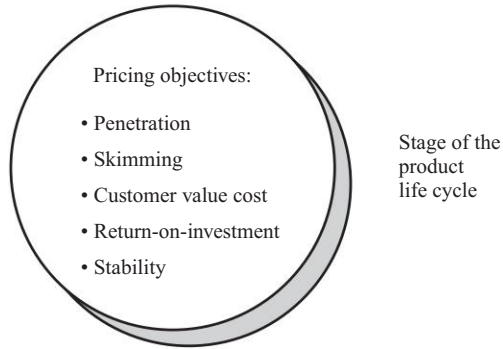 Pricing objectives:
• Penetration
• Skimming
• Customer value cost
• Return-on-investment
• Stability
Stage of the
product
life cycle